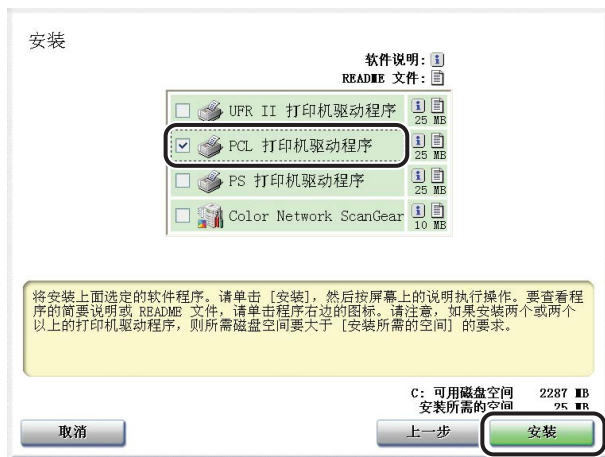 安装
软件说明:
README 文件:
UFR II 打印机驱动程序
25 MB
PCL 打印机驱动程序
25 MB
PS 打印机驱动程序
25 MB
Color Network ScanGear
10 MB
将安装上面选定的软件程序。请单击 [安装]，然后按屏幕上的说明执行操作。要查看程
序的简要说明或 README 文件，请单击程序右边的图标。请注意，如果安装两个或两个
以上的打印机驱动程序，则所需磁盘空间要大于 [安装所需的空间] 的要求。
C: 可用磁盘空间 2287 MB
安装所需的空间 25 MB
取消
上一步
安装